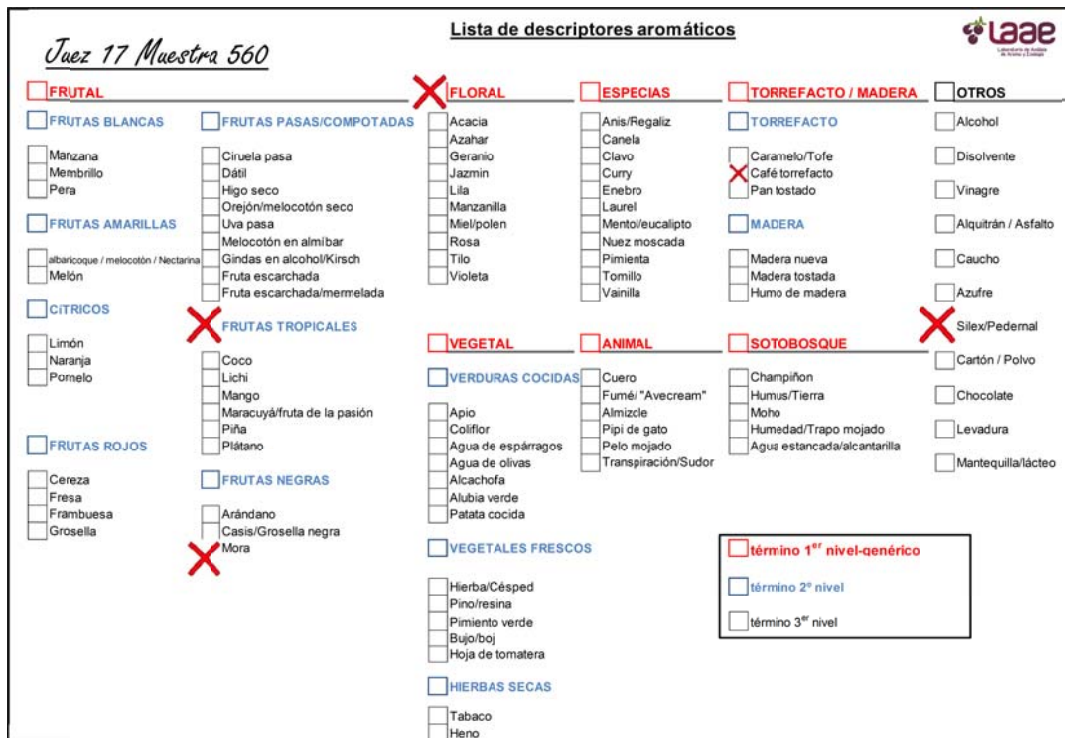 Lista de descriptores aromáticos
Juez 17 Muestra 560
laae
Laboratorio de Análisis
de Aroma y Enología
FRUTAL
FRUTAS BLANCAS
Manzana
Membrillo
Pera
FRUTAS AMARILLAS
albaricoque / melocotón / Nectarina
Melón
CíTRICOS
Limón
Naranja
Pomelo
FRUTAS ROJOS
Cereza
Fresa
Frambuesa
Grosella
FRUTAS PASAS/COMPOTADAS
Ciruela pasa
Dátil
Higo seco
Orejón/melocotón seco
Uva pasa
Melocotón en almíbar
Gindas en alcohol/Kirsch
Fruta escarchada
Fruta escarchada/mermelada
FRUTAS TROPICALES
Coco
Lichi
Mango
Maracuyá/fruta de la pasión
Piña
Plátano
FRUTAS NEGRAS
Arándano
Casis/Grosella negra
Mora
FLORAL
Acacia
Azahar
Geranio
Jazmin
Lila
Manzanilla
Miel/polen
Rosa
Tilo
Violeta
VEGETAL
VERDURAS COCIDAS
Apio
Coliflor
Agua de espárragos
Agua de olivas
Alcachofa
Alubia verde
Patata cocida
VEGETALES FRESCOS
Hierba/Césped
Pino/resina
Pimiento verde
Bujo/boj
Hoja de tomatera
HIERBAS SECAS
Tabaco
Heno
ESPECIAS
Anis/Regaliz
Canela
Clavo
Curry
Enebro
Laurel
Mento/eucalipto
Nuez moscada
Pimienta
Tomillo
Vainilla
ANIMAL
Cuero
Fumé/ "Avecream"
Almizcle
Pipi de gato
Pelo mojado
Transpiración/Sudor
TORREFACTO / MADERA
TORREFACTO
Caramelo/Tofe
Café torrefacto
Pan tostado
MADERA
Madera nueva
Madera tostada
Humo de madera
SOTOBOSQUE
Champiñon
Humus/Tierra
Moho
Humedad/Trapo mojado
Agua estancada/alcantarilla
OTROS
Alcohol
Disolvente
Vinagre
Alquitrán / Asfalto
Caucho
Azufre
Silex/Pedernal
Cartón / Polvo
Chocolate
Levadura
Mantequilla/lácteo
término 1er nivel-genérico
término 2º nivel
término 3er nivel